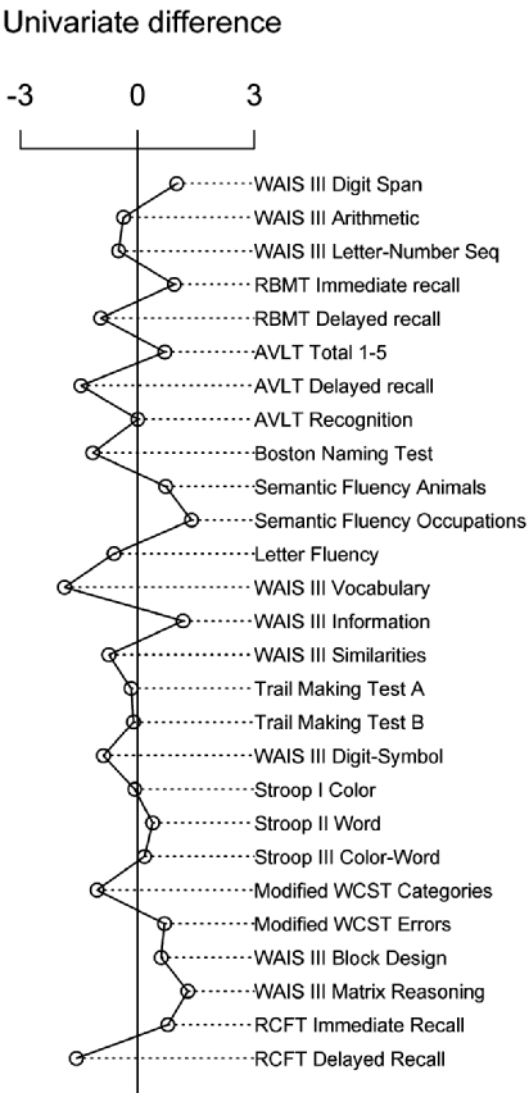 Univariate difference
-3 0 3
WAIS III Digit Span
WAIS III Arithmetic
WAIS III Letter-Number Seq
RBMT Immediate recall
RBMT Delayed recall
AVLT Total 1-5
AVLT Delayed recall
AVLT Recognition
Boston Naming Test
Semantic Fluency Animals
Semantic Fluency Occupations
Letter Fluency
WAIS III Vocabulary
WAIS III Information
WAIS III Similarities
Trail Making Test A
Trail Making Test B
WAIS III Digit-Symbol
Stroop I Color
Stroop II Word
Stroop III Color-Word
Modified WCST Categories
Modified WCST Errors
WAIS III Block Design
WAIS III Matrix Reasoning
RCFT Immediate Recall
RCFT Delayed Recall